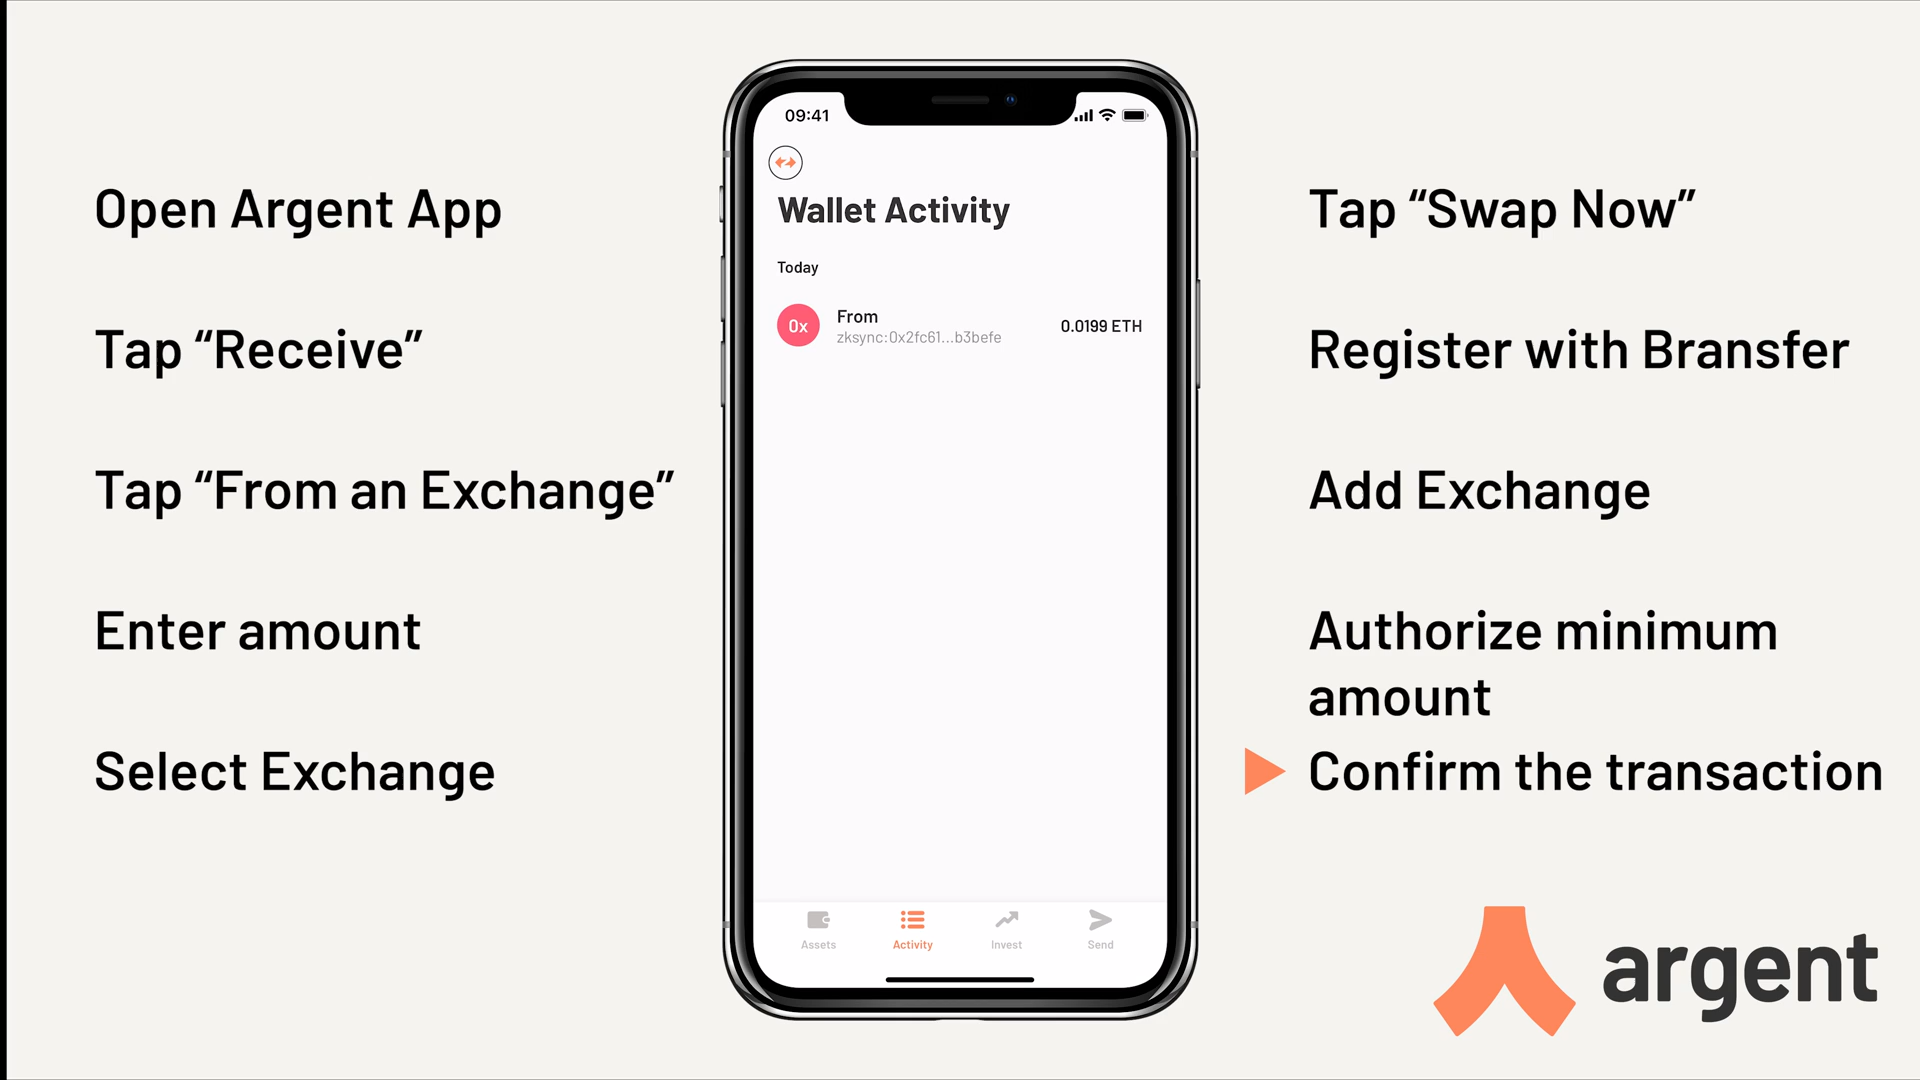 Open Argent App
Tap “Receive”
Tap “From an Exchange”
Enter amount
Select Exchange
09:41
Wallet Activity
Today
0x
From
zksync:0x2fc61...b3befe
0.0199 ETH
Assets
Activity
Invest
Send
Tap “Swap Now”
Register with Bransfer
Add Exchange
Authorize minimum
amount
Confirm the transaction
argent